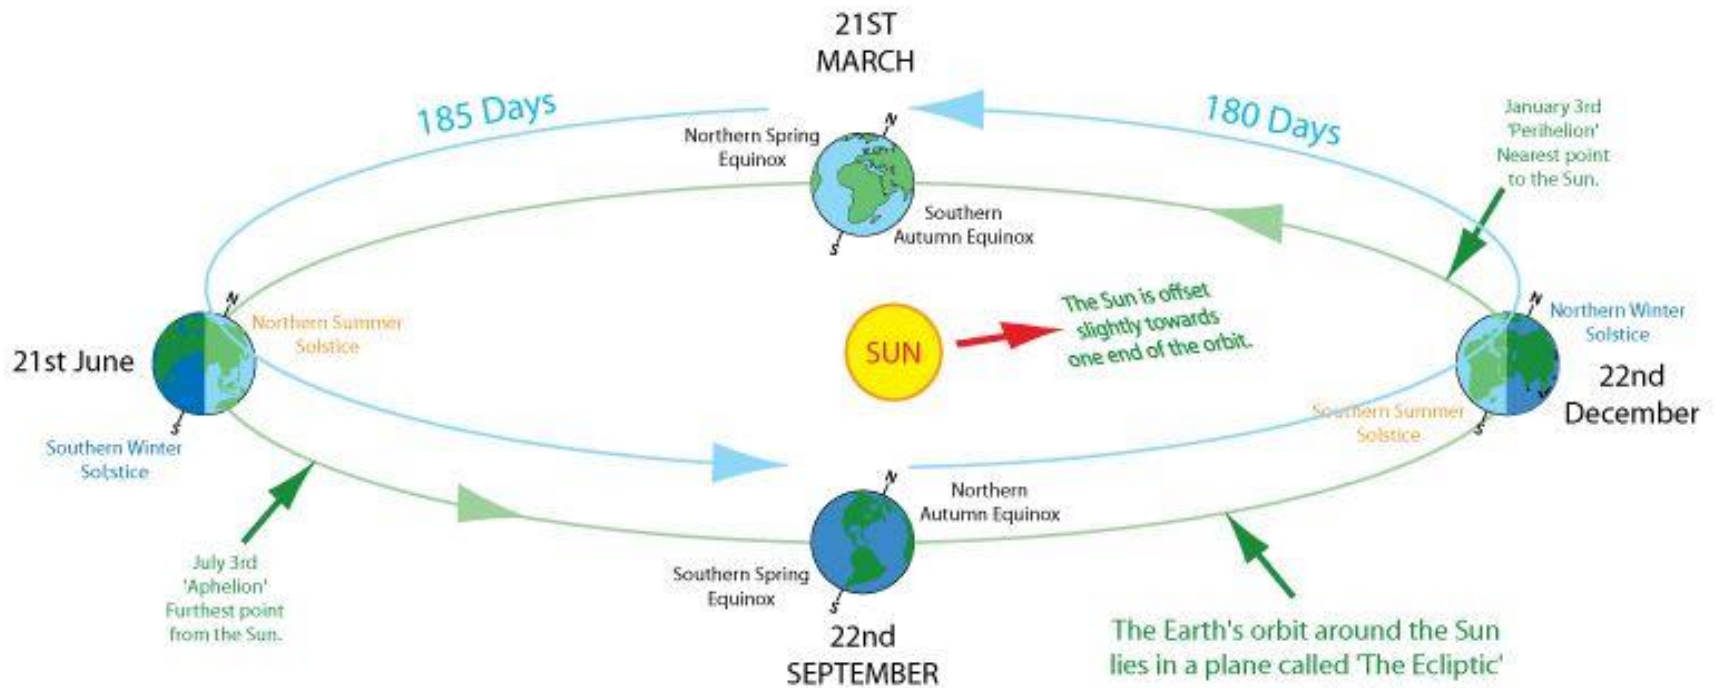 21ST
MARCH
185 Days
180 Days
January 3rd
'Perihelion'
Nearest point
to the Sun.
Northern Spring
Equinox
N
S
Southern
Autumn Equinox
The Sun is offset
slightly towards
one end of the orbit.
SUN
21st June
N
S
Northern Summer
Solstice
Southern Winter
Solstice
N
S
Northern Winter
Solstice
22nd
December
Southern Summer
Solstice
July 3rd
'Aphelion'
Furthest point
from the Sun.
N
S
Northern
Autumn Equinox
Southern Spring
Equinox
22nd
SEPTEMBER
The Earth's orbit around the Sun
lies in a plane called 'The Ecliptic'